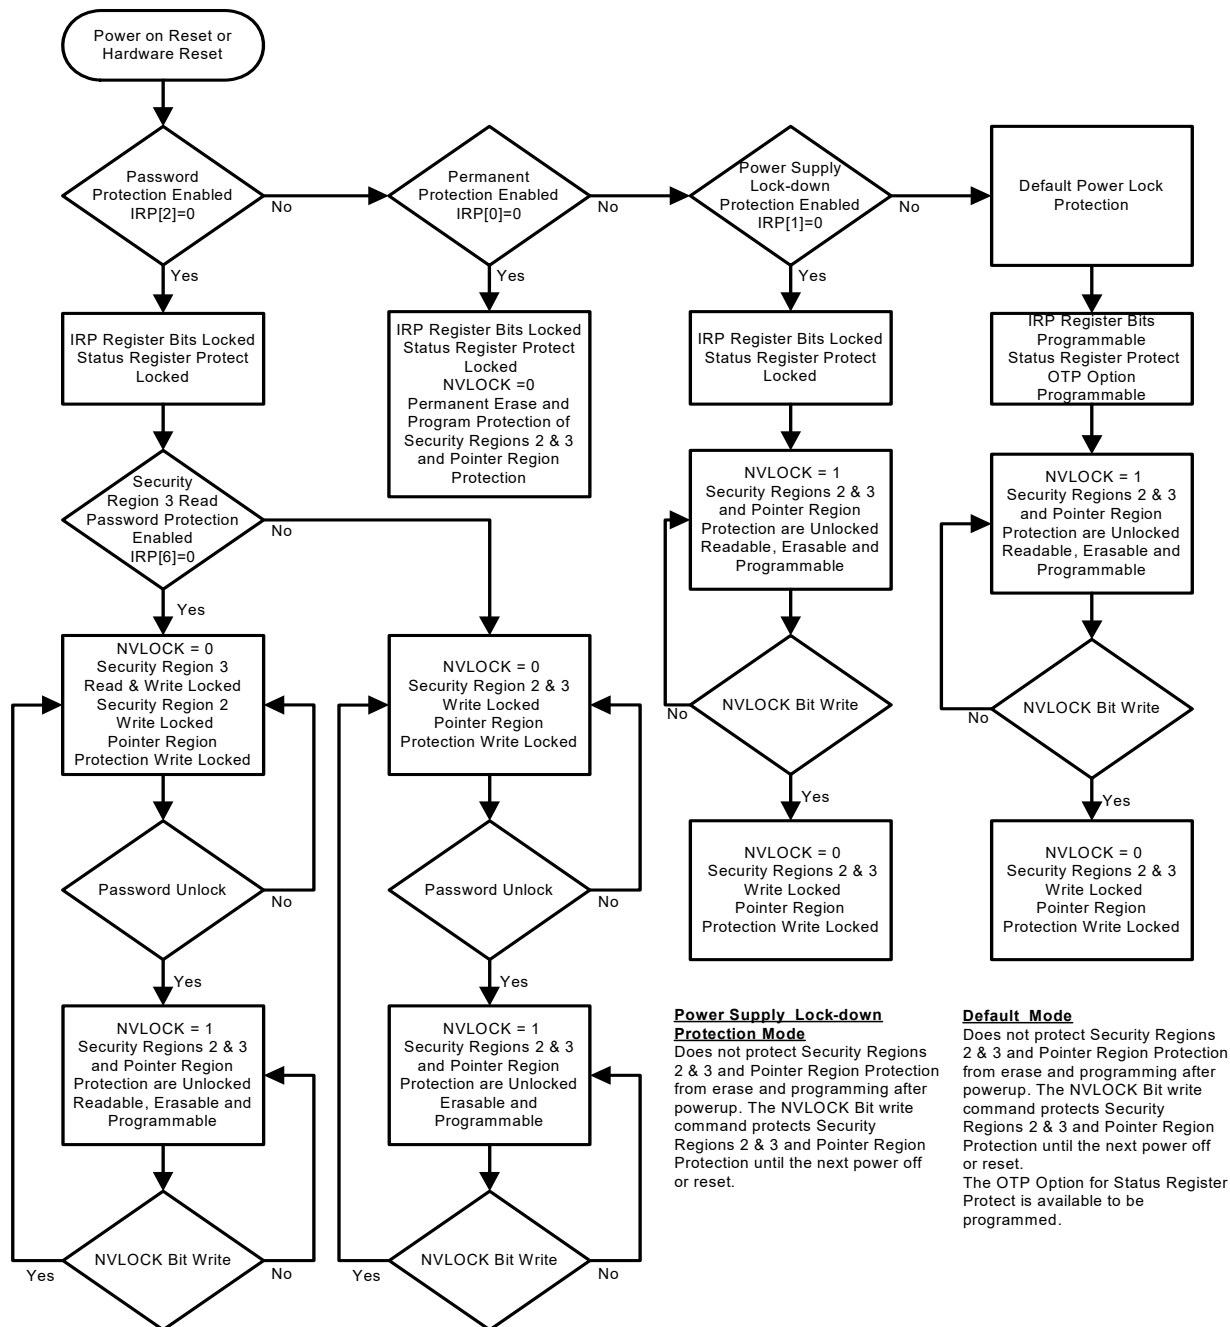 Power on Reset or
Hardware Reset
Password
Protection Enabled
IRP[2]=0
No
Yes
Permanent
Protection Enabled
IRP[0]=0
No
Yes
Power Supply
Lock-down
Protection Enabled
IRP[1]=0
No
Yes
Default Power Lock
Protection
IRP Register Bits Locked
Status Register Protect
Locked
IRP Register Bits Locked
Status Register Protect
Locked
NVLOCK =0
Permanent Erase and
Program Protection of
Security Regions 2 & 3
and Pointer Region
Protection
IRP Register Bits Locked
Status Register Protect
Locked
IRP Register Bits
Programmable
Status Register Protect
OTP Option
Programmable
Security
Region 3 Read
Password Protection
Enabled
IRP[6]=0
No
Yes
NVLOCK = 1
Security Regions 2 & 3
and Pointer Region
Protection are Unlocked
Readable, Erasable and
Programmable
NVLOCK = 1
Security Regions 2 & 3
and Pointer Region
Protection are Unlocked
Readable, Erasable and
Programmable
NVLOCK = 0
Security Region 3
Read & Write Locked
Security Region 2
Write Locked
Pointer Region
Protection Write Locked
NVLOCK = 0
Security Region 2 & 3
Write Locked
Pointer Region
Protection Write Locked
NVLOCK Bit Write
No
Yes
NVLOCK Bit Write
No
Yes
Password Unlock
No
Yes
Password Unlock
No
Yes
NVLOCK = 0
Security Regions 2 & 3
Write Locked
Pointer Region
Protection Write Locked
NVLOCK = 0
Security Regions 2 & 3
Write Locked
Pointer Region
Protection Write Locked
NVLOCK = 1
Security Regions 2 & 3
and Pointer Region
Protection are Unlocked
Readable, Erasable and
Programmable
NVLOCK = 1
Security Regions 2 & 3
and Pointer Region
Protection are Unlocked
Erasable and
Programmable
NVLOCK Bit Write
Yes
No
NVLOCK Bit Write
Yes
No
Power Supply Lock-down
Protection Mode
Does not protect Security Regions
2 & 3 and Pointer Region Protection
from erase and programming after
powerup. The NVLOCK Bit write
command protects Security
Regions 2 & 3 and Pointer Region
Protection until the next power off
or reset.
Default Mode
Does not protect Security Regions
2 & 3 and Pointer Region Protection
from erase and programming after
powerup. The NVLOCK Bit write
command protects Security
Regions 2 & 3 and Pointer Region
Protection until the next power off
or reset.
The OTP Option for Status Register
Protect is available to be
programmed.